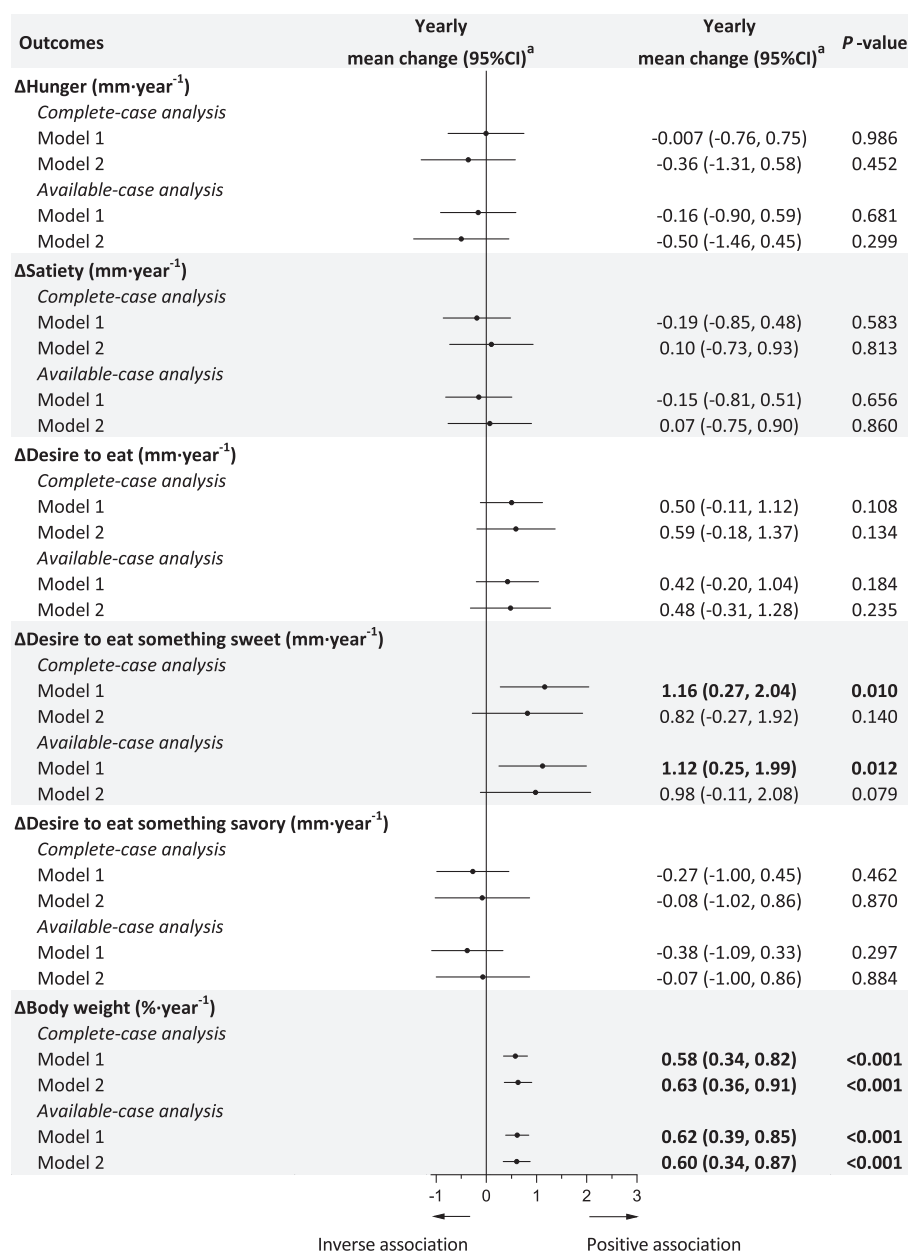 Outcomes Yearly mean change (95%CI)ᵃ Yearly mean change (95%CI)ᵃ P -value
ΔHunger (mm·year⁻¹)
Complete-case analysis
Model 1 -0.007 (-0.76, 0.75) 0.986
Model 2 -0.36 (-1.31, 0.58) 0.452
Available-case analysis
Model 1 -0.16 (-0.90, 0.59) 0.681
Model 2 -0.50 (-1.46, 0.45) 0.299
ΔSatiety (mm·year⁻¹)
Complete-case analysis
Model 1 -0.19 (-0.85, 0.48) 0.583
Model 2 0.10 (-0.73, 0.93) 0.813
Available-case analysis
Model 1 -0.15 (-0.81, 0.51) 0.656
Model 2 0.07 (-0.75, 0.90) 0.860
ΔDesire to eat (mm·year⁻¹)
Complete-case analysis
Model 1 0.50 (-0.11, 1.12) 0.108
Model 2 0.59 (-0.18, 1.37) 0.134
Available-case analysis
Model 1 0.42 (-0.20, 1.04) 0.184
Model 2 0.48 (-0.31, 1.28) 0.235
ΔDesire to eat something sweet (mm·year⁻¹)
Complete-case analysis
Model 1 1.16 (0.27, 2.04) 0.010
Model 2 0.82 (-0.27, 1.92) 0.140
Available-case analysis
Model 1 1.12 (0.25, 1.99) 0.012
Model 2 0.98 (-0.11, 2.08) 0.079
ΔDesire to eat something savory (mm·year⁻¹)
Complete-case analysis
Model 1 -0.27 (-1.00, 0.45) 0.462
Model 2 -0.08 (-1.02, 0.86) 0.870
Available-case analysis
Model 1 -0.38 (-1.09, 0.33) 0.297
Model 2 -0.07 (-1.00, 0.86) 0.884
ΔBody weight (%·year⁻¹)
Complete-case analysis
Model 1 0.58 (0.34, 0.82) <0.001
Model 2 0.63 (0.36, 0.91) <0.001
Available-case analysis
Model 1 0.62 (0.39, 0.85) <0.001
Model 2 0.60 (0.34, 0.87) <0.001
-1 0 1 2 3
Inverse association Positive association